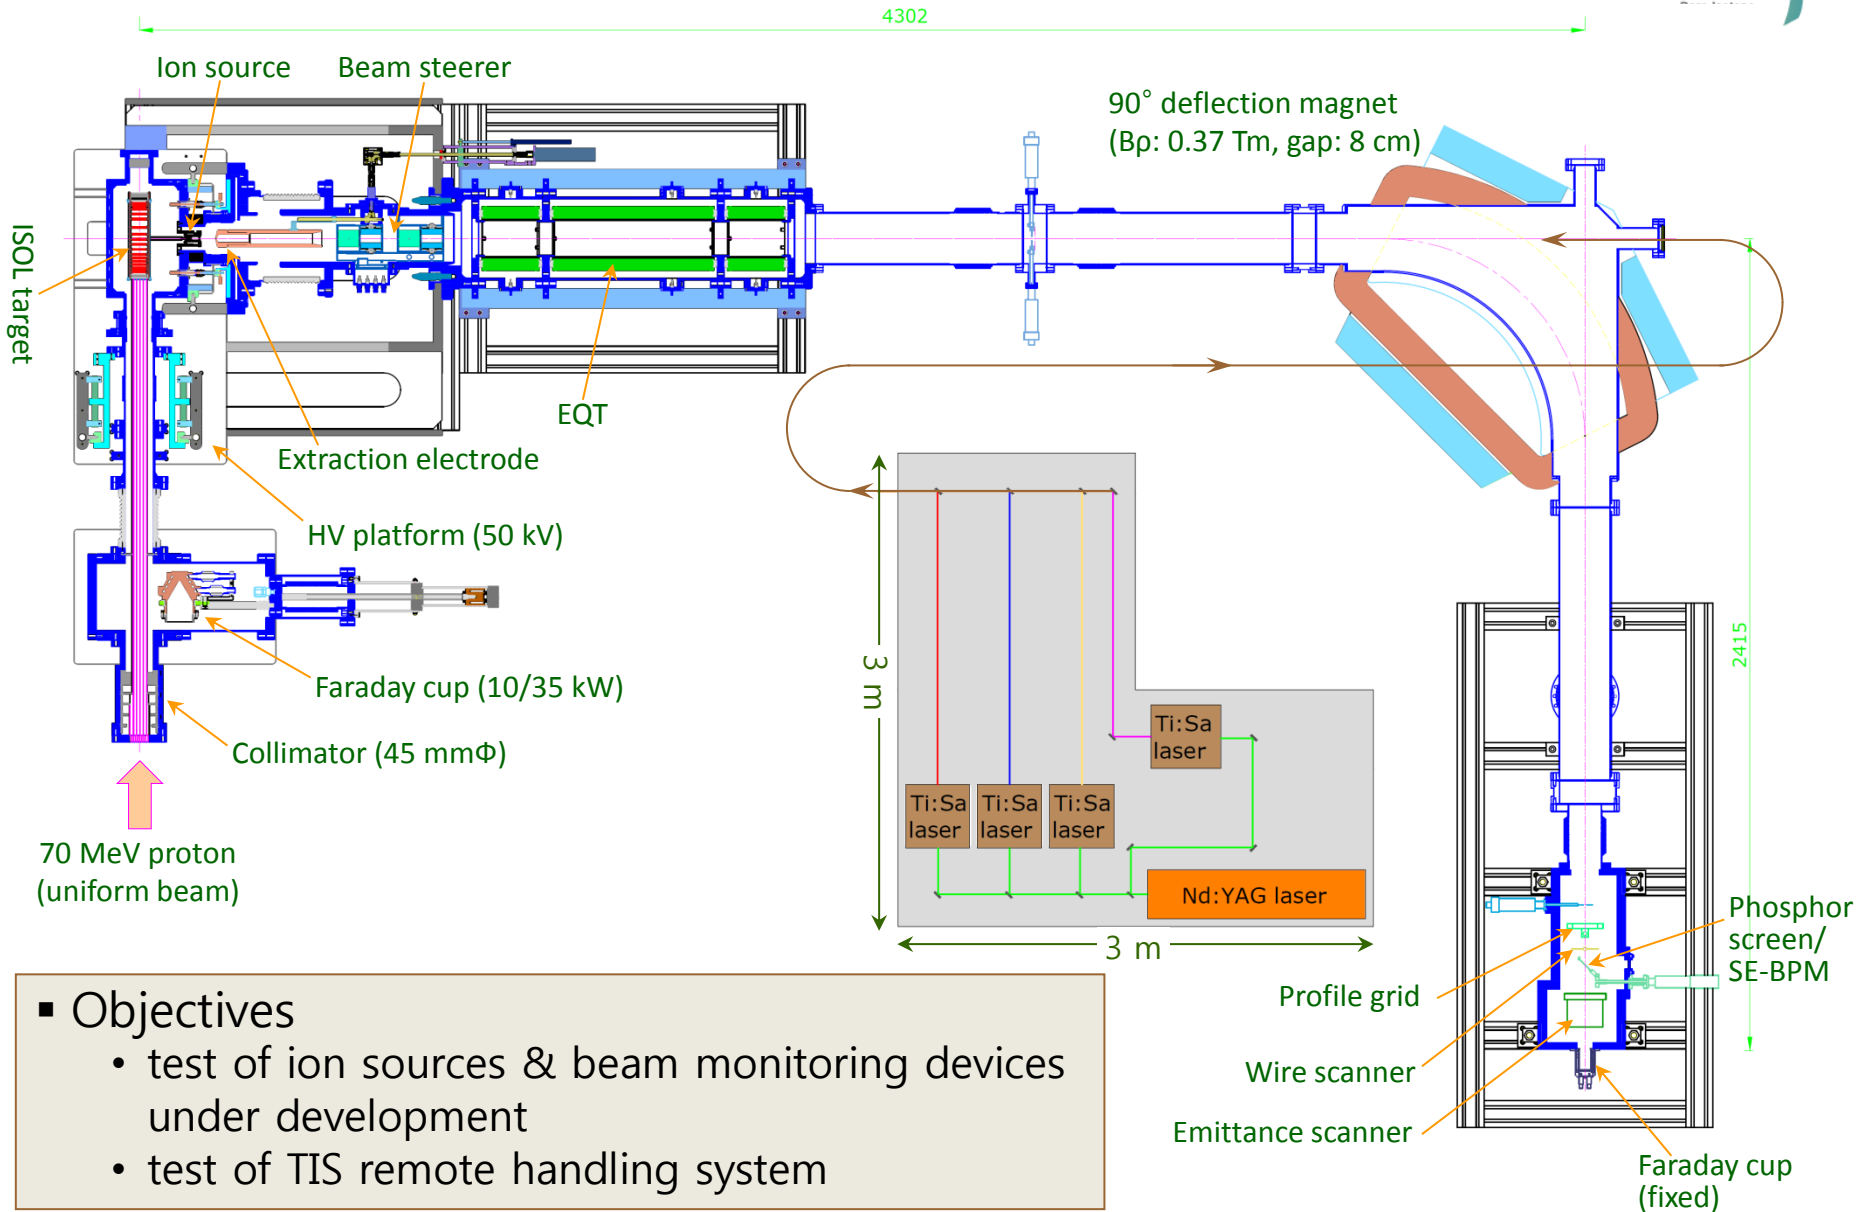 4302
Ion source
Beam steerer
90° deflection magnet
(Bρ: 0.37 Tm, gap: 8 cm)
ISOL target
EQT
Extraction electrode
HV platform (50 kV)
Faraday cup (10/35 kW)
Collimator (45 mmΦ)
70 MeV proton
(uniform beam)
3 m
Ti:Sa
laser
Ti:Sa
laser
Ti:Sa
laser
Ti:Sa
laser
Nd:YAG laser
3 m
2415
Phosphor
screen/
SE-BPM
Profile grid
Wire scanner
Emittance scanner
Faraday cup
(fixed)
▪ Objectives
• test of ion sources & beam monitoring devices
under development
• test of TIS remote handling system